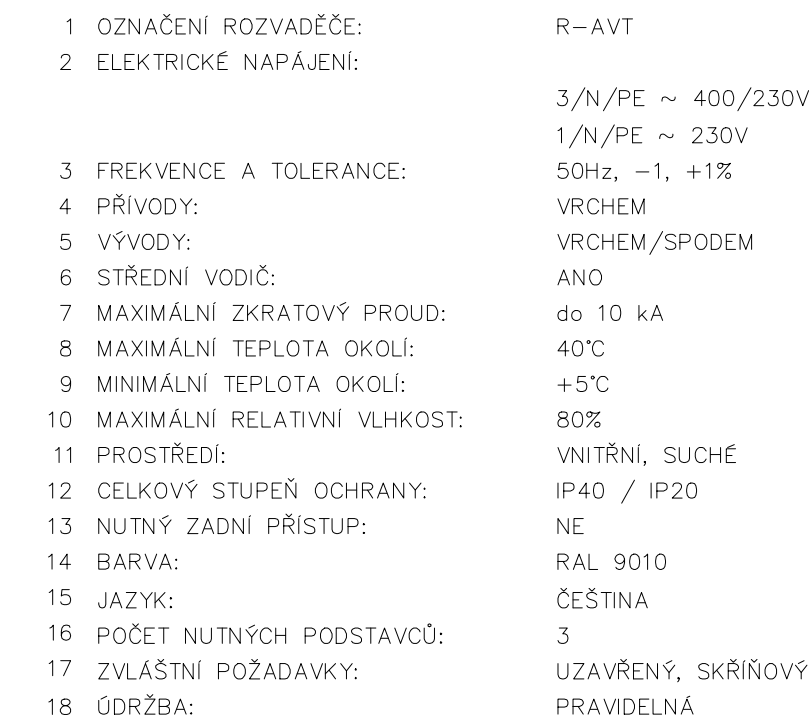 1 OZNAČENÍ ROZVADĚČE: R-AVT
2 ELEKTRICKÉ NAPÁJENÍ:
3/N/PE ~ 400/230V
1/N/PE ~ 230V
3 FREKVENCE A TOLERANCE: 50Hz, -1, +1%
4 PŘÍVODY: VRCHEM
5 VÝVODY: VRCHEM/SPODEM
6 STŘEDNÍ VODIČ: ANO
7 MAXIMÁLNÍ ZKRATOVÝ PROUD: do 10 kA
8 MAXIMÁLNÍ TEPLOTA OKOLÍ: 40°C
9 MINIMÁLNÍ TEPLOTA OKOLÍ: +5°C
10 MAXIMÁLNÍ RELATIVNÍ VLHKOST: 80%
11 PROSTŘEDÍ: VNITŘNÍ, SUCHÉ
12 CELKOVÝ STUPEŇ OCHRANY: IP40 / IP20
13 NUTNÝ ZADNÍ PŘÍSTUP: NE
14 BARVA: RAL 9010
15 JAZYK: ČEŠTINA
16 POČET NUTNÝCH PODSTAVCŮ: 3
17 ZVLÁŠTNÍ POŽADAVKY: UZAVŘENÝ, SKŘÍŇOVÝ
18 ÚDRŽBA: PRAVIDELNÁ